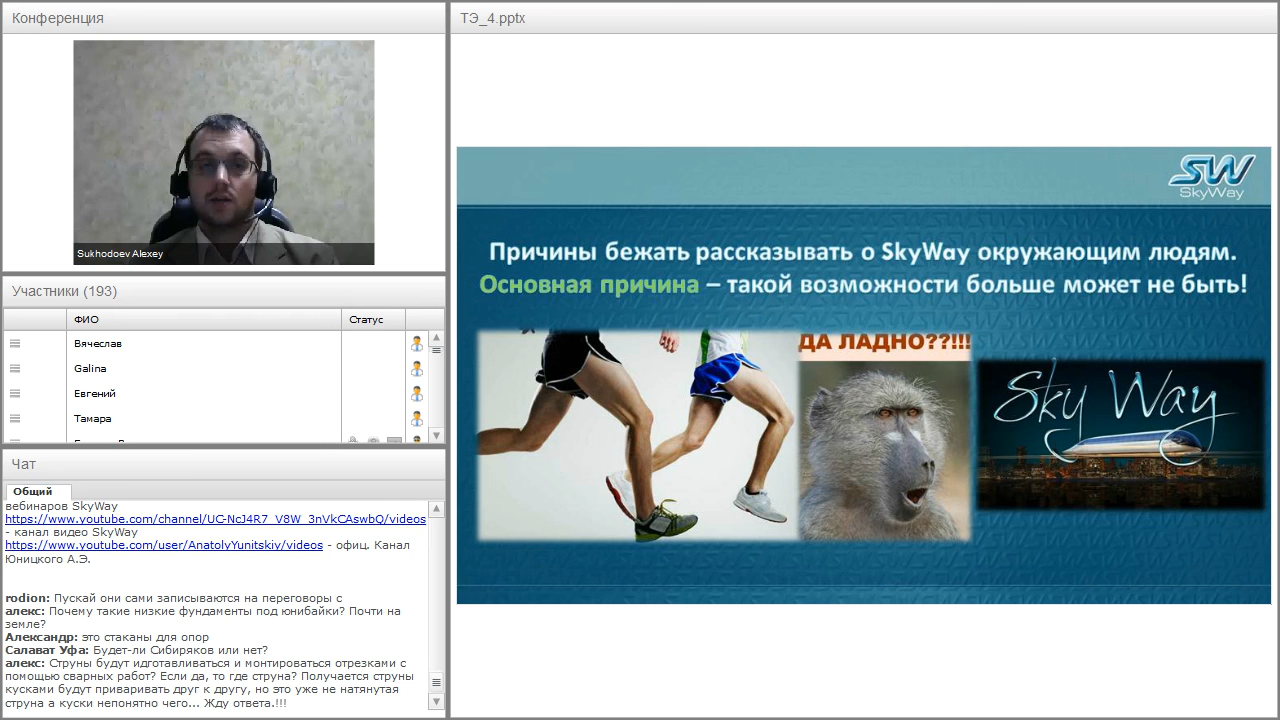 Конференция
Sukhodoev Alexey
Участники (193)
ФИО
Статус
Вячеслав
Galina
Евгений
Тамара
Чат
Общий
вебинаров SkyWay
https://www.youtube.com/channel/UC-NcJ4R7_V8W_3nVkCAswbQ/videos
- канал видео SkyWay
https://www.youtube.com/user/AnatolyYunitskiy/videos - офиц. Канал
Юницкого А.Э.
rodion: Пускай они сами записываются на переговоры с
алекс: Почему такие низкие фундаменты под юнибайки? Почти на
земле?
Александр: это стаканы для опор
Салават Уфа: Будет-ли Сибиряков или нет?
алекс: Струны будут идготавливаться и монтироваться отрезками с
помощью сварных работ? Если да, то где струна? Получается струны
кусками будут приваривать друг к другу, но это уже не натянутая
струна а куски непонятно чего... Жду ответа.!!!
ТЭ_4.pptx
SW
SkyWay
Причины бежать рассказывать о SkyWay окружающим людям.
Основная причина – такой возможности больше может не быть!
ДА ЛАДНО??!!!
Sky Way